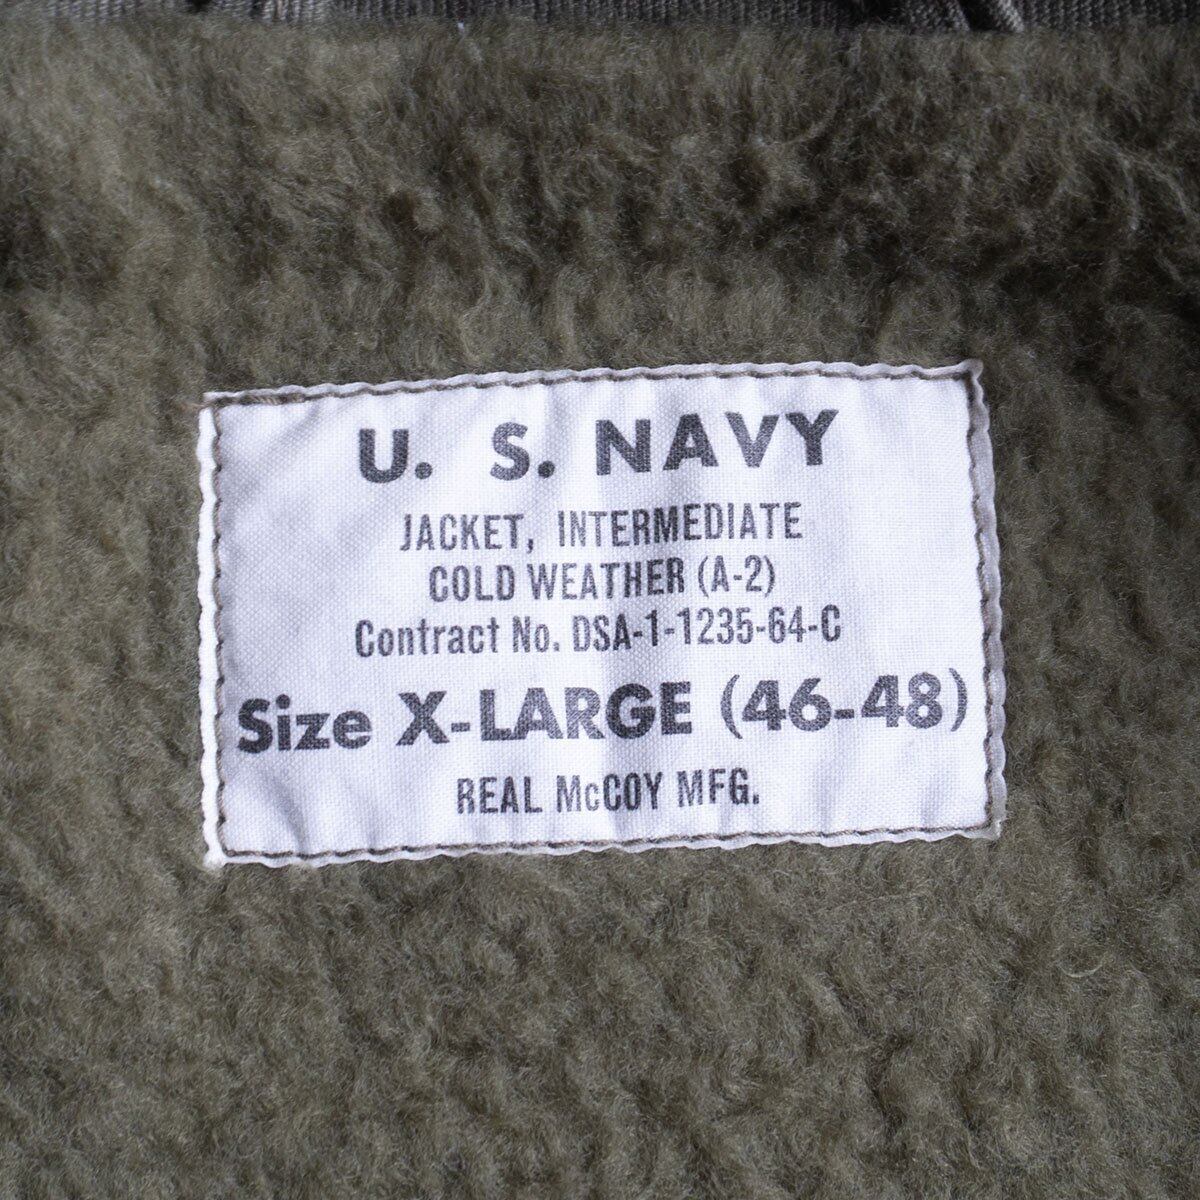 U. S. NAVY
JACKET, INTERMEDIATE
COLD WEATHER (A-2)
Contract No. DSA-1-1235-64-C
Size X-LARGE (46-48)
REAL McCOY MFG.